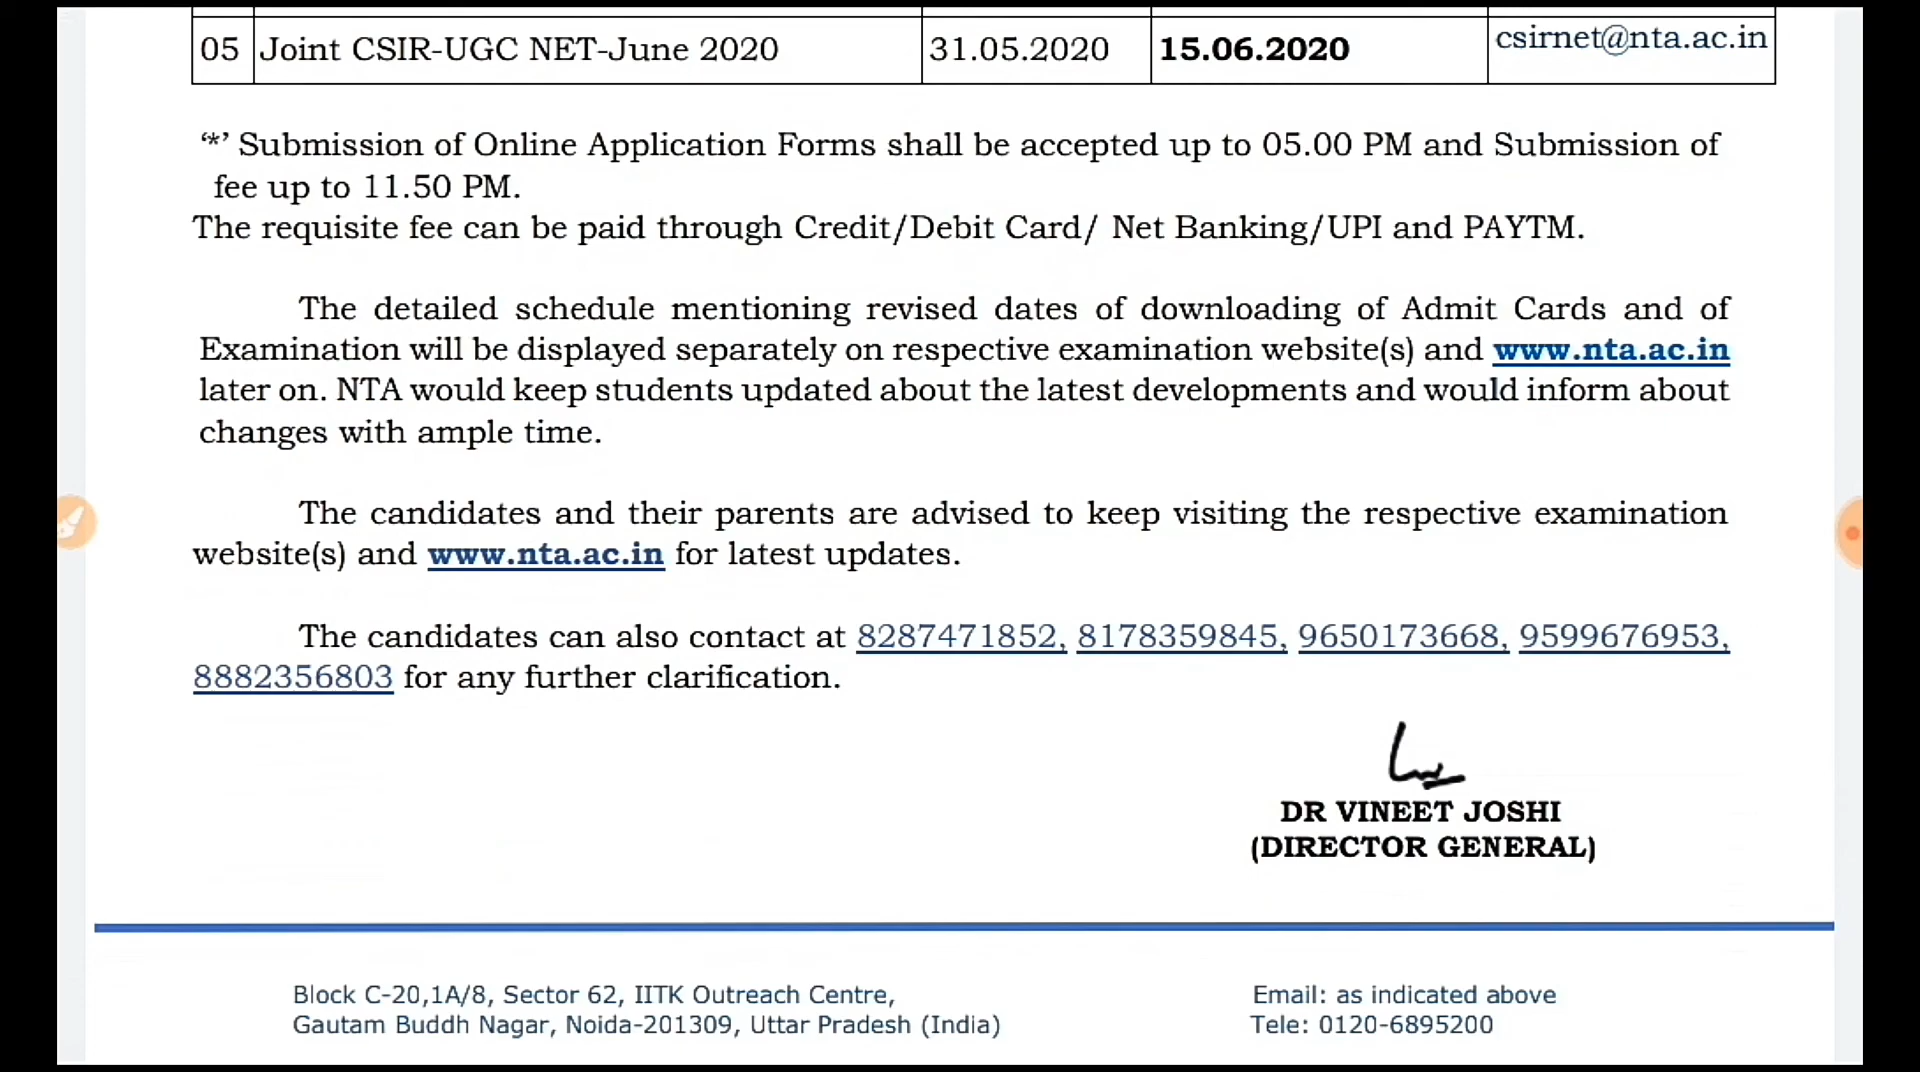 05 Joint CSIR-UGC NET-June 2020 31.05.2020 15.06.2020 csirnet@nta.ac.in
‘*’ Submission of Online Application Forms shall be accepted up to 05.00 PM and Submission of
fee up to 11.50 PM.
The requisite fee can be paid through Credit/Debit Card/ Net Banking/UPI and PAYTM.
The detailed schedule mentioning revised dates of downloading of Admit Cards and of
Examination will be displayed separately on respective examination website(s) and www.nta.ac.in
later on. NTA would keep students updated about the latest developments and would inform about
changes with ample time.
The candidates and their parents are advised to keep visiting the respective examination
website(s) and www.nta.ac.in for latest updates.
The candidates can also contact at 8287471852, 8178359845, 9650173668, 9599676953,
8882356803 for any further clarification.
DR VINEET JOSHI
(DIRECTOR GENERAL)
Block C-20,1A/8, Sector 62, IITK Outreach Centre,
Gautam Buddh Nagar, Noida-201309, Uttar Pradesh (India)
Email: as indicated above
Tele: 0120-6895200